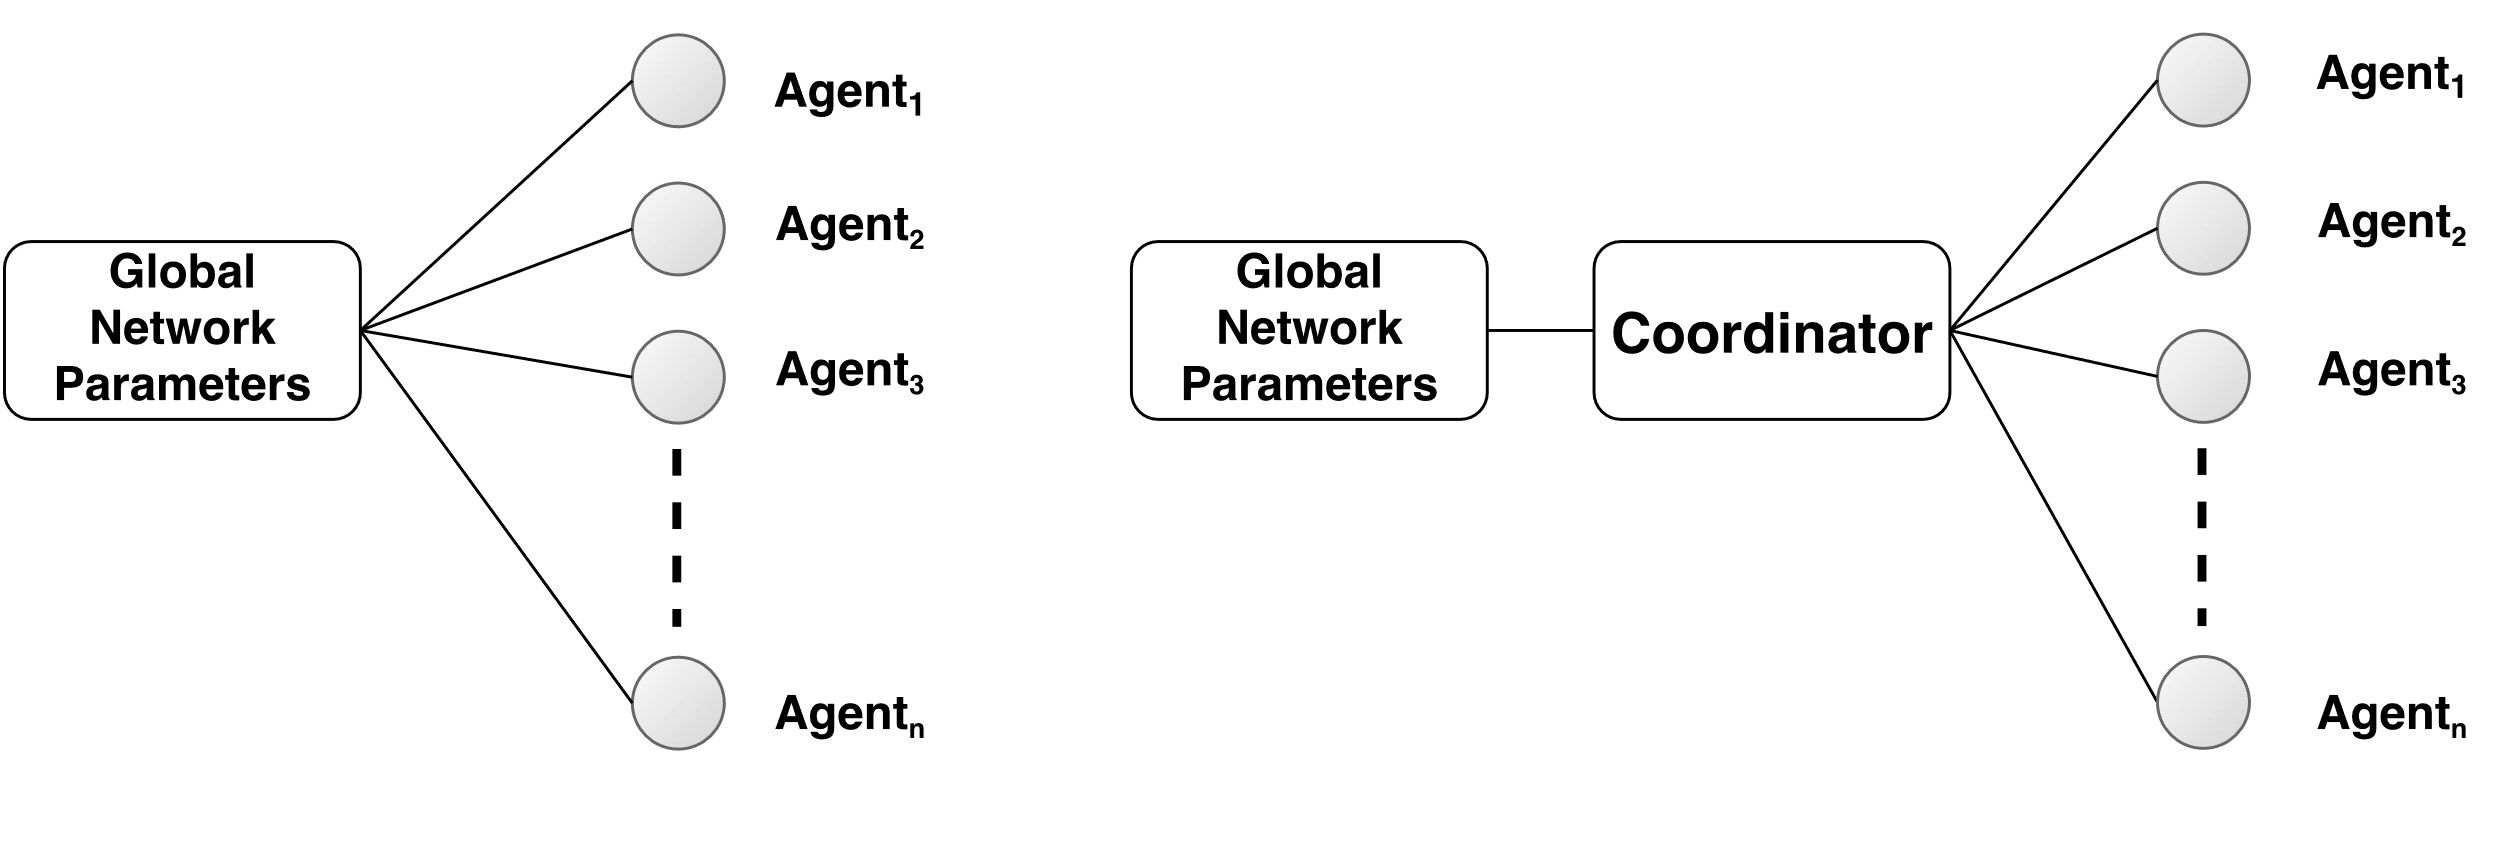 Global
Network
Parameters
Agent₁
Agent₂
Agent₃
Agentₙ
Global
Network
Parameters
Coordinator
Agent₁
Agent₂
Agent₃
Agentₙ